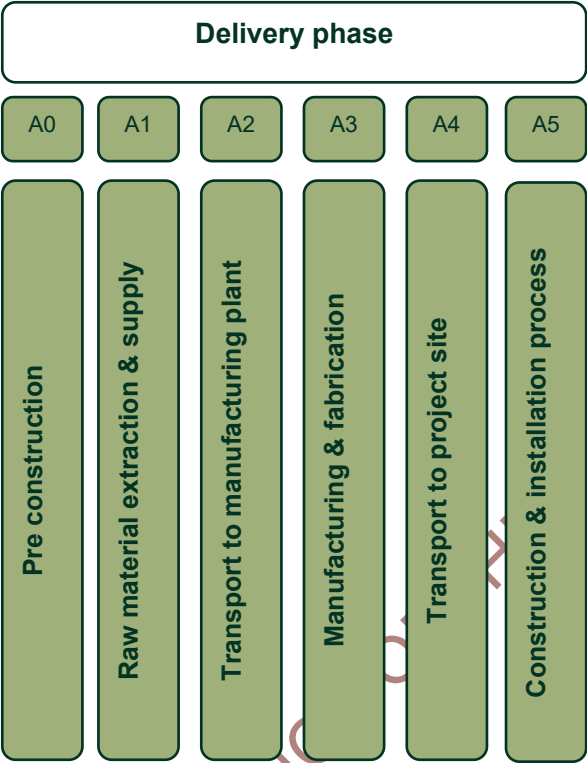 Delivery phase
A0
A1
A2
A3
A4
A5
Pre construction
Raw material extraction & supply
Transport to manufacturing plant
Manufacturing & fabrication
Transport to project site
Construction & installation process